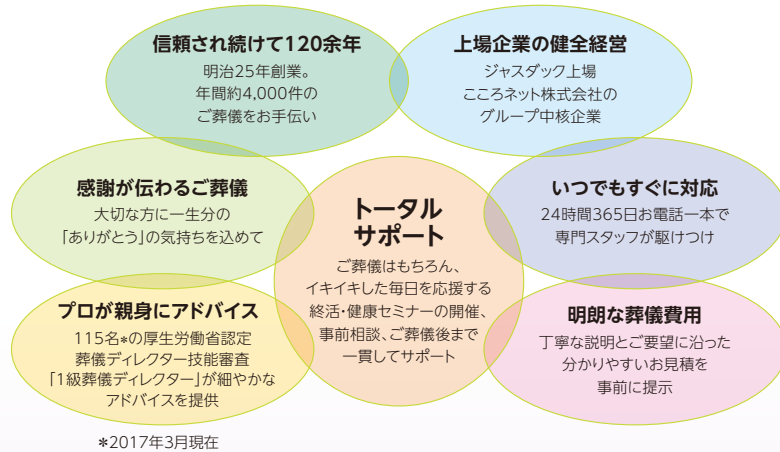 信頼され続けて120余年
明治25年創業。
年間約4,000件の
ご葬儀をお手伝い
上場企業の健全経営
ジャスダック上場
こころネット株式会社の
グループ中核企業
感謝が伝わるご葬儀
大切な方に一生分の
「ありがとう」の気持ちを込めて
トータル
サポート
ご葬儀はもちろん、
イキイキした毎日を応援する
終活・健康セミナーの開催、
事前相談、ご葬儀後まで
一貫してサポート
いつでもすぐに対応
24時間365日お電話一本で
専門スタッフが駆けつけ
プロが親身にアドバイス
115名*の厚生労働省認定
葬儀ディレクター技能審査
「1級葬儀ディレクター」が細やかな
アドバイスを提供
明朗な葬儀費用
丁寧な説明とご要望に沿った
分かりやすいお見積を
事前に提示
*2017年3月現在